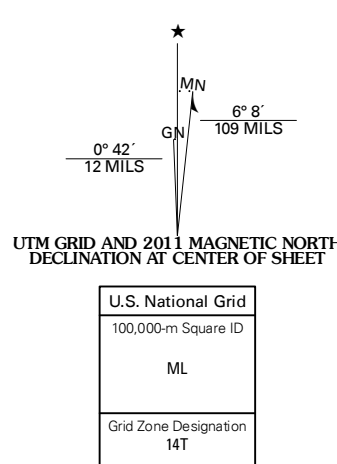 ★
MN
GN
6° 8´
109 MILS
0° 42´
12 MILS
UTM GRID AND 2011 MAGNETIC NORTH
DECLINATION AT CENTER OF SHEET
U.S. National Grid
100,000-m Square ID
ML
Grid Zone Designation
14T